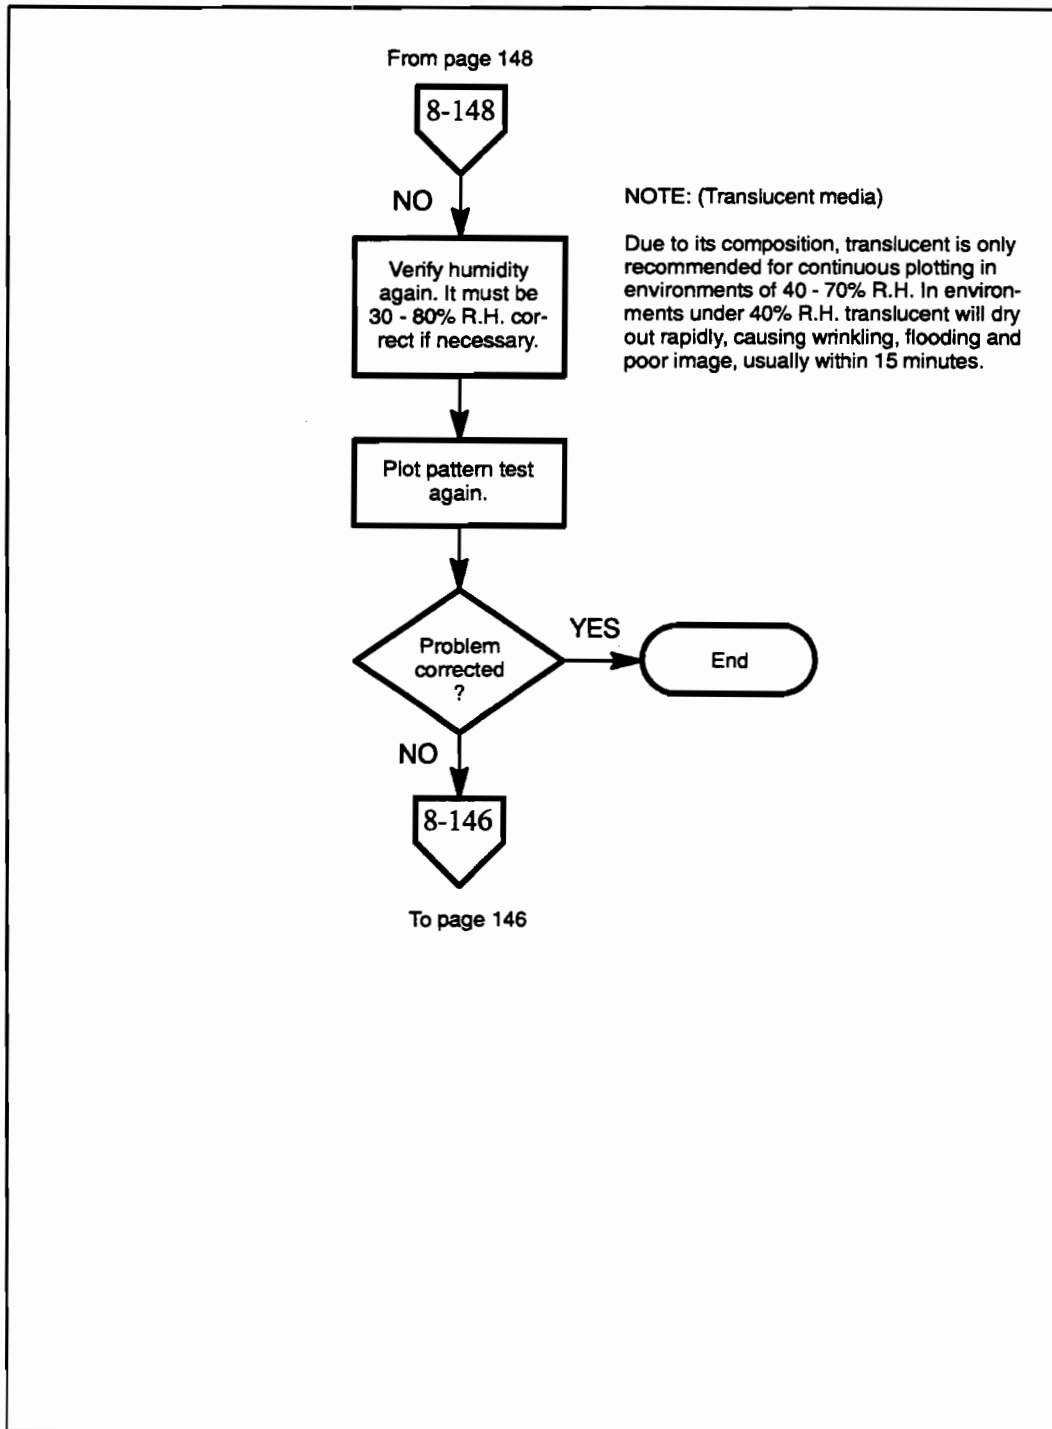 From page 148
8-148
NO
Verify humidity
again. It must be
30 - 80% R.H. cor-
rect if necessary.
NOTE: (Translucent media)
Due to its composition, translucent is only
recommended for continuous plotting in
environments of 40 - 70% R.H. In environ-
ments under 40% R.H. translucent will dry
out rapidly, causing wrinkling, flooding and
poor image, usually within 15 minutes.
Plot pattern test
again.
Problem
corrected
?
YES
End
NO
8-146
To page 146